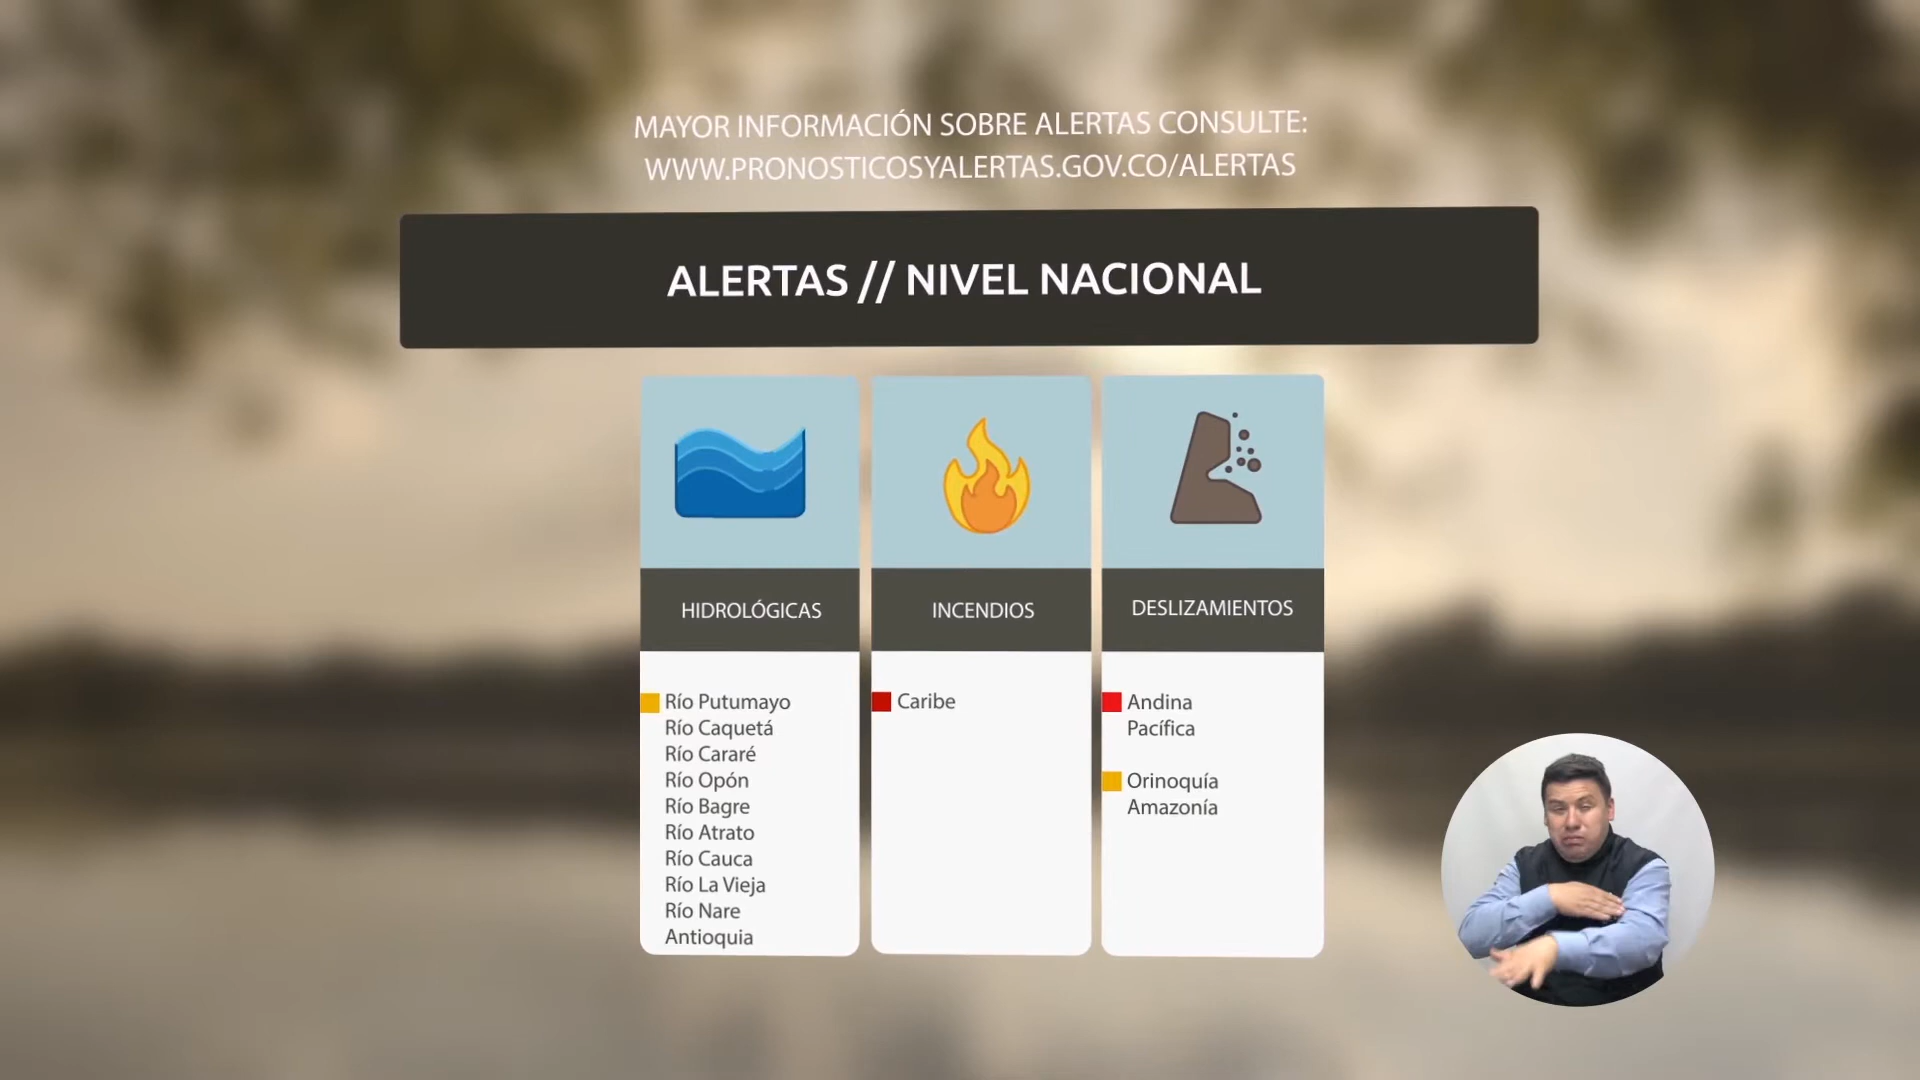 MAYOR INFORMACIÓN SOBRE ALERTAS CONSULTE:
WWW.PRONOSTICOSYALERTAS.GOV.CO/ALERTAS
ALERTAS // NIVEL NACIONAL
HIDROLÓGICAS
Río Putumayo
Río Caquetá
Río Cararé
Río Opón
Río Bagre
Río Atrato
Río Cauca
Río La Vieja
Río Nare
Antioquia
INCENDIOS
Caribe
DESLIZAMIENTOS
Andina
Pacífica
Orinoquía
Amazonía